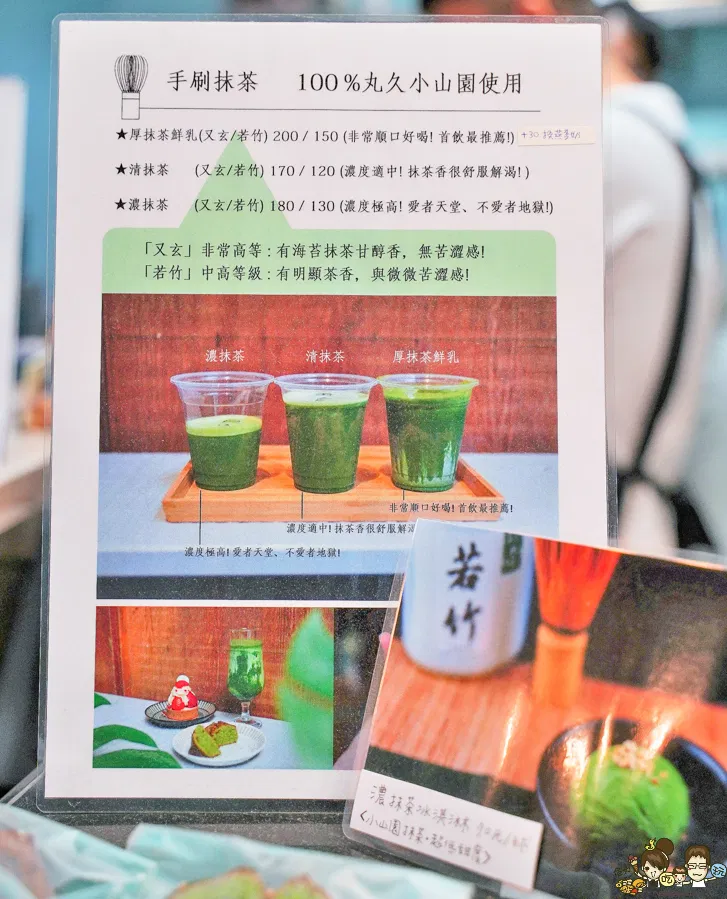 手刷抹茶 100%丸久小山園使用
★厚抹茶鮮乳(又玄/若竹) 200 / 150 (非常順口好喝! 首飲最推薦!)
+30
★清抹茶 (又玄/若竹) 170 / 120 (濃度適中! 抹茶香很舒服解渴! )
★濃抹茶 (又玄/若竹) 180 / 130 (濃度極高! 愛者天堂、不愛者地獄!)
「又玄」非常高等 : 有海苔抹茶甘醇香，無苦澀感!
「若竹」中高等級 : 有明顯茶香，與微微苦澀感!
濃抹茶 清抹茶 厚抹茶鮮乳
非常順口好喝! 首飲最推薦!
濃度適中! 抹茶香很舒服解渴
濃度極高! 愛者天堂、不愛者地獄!
若竹
濃抹茶冰淇淋 90元/杯
<小山園抹茶·超低甜度>
吃 玩